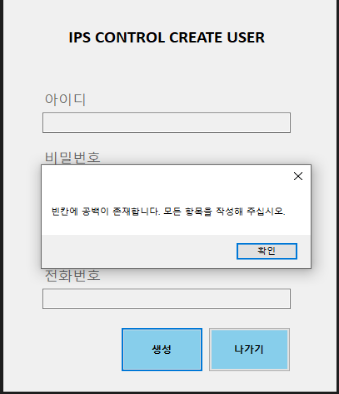 IPS CONTROL CREATE USER
아이디
비밀번호
빈칸에 공백이 존재합니다. 모든 항목을 작성해 주십시오.
확인
전화번호
생성
나가기